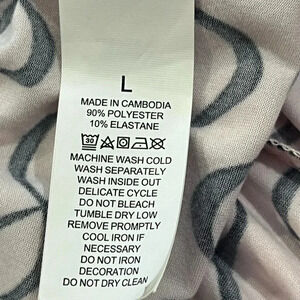 L
MADE IN CAMBODIA
90% POLYESTER
10% ELASTANE
30
MACHINE WASH COLD
WASH SEPARATELY
WASH INSIDE OUT
DELICATE CYCLE
DO NOT BLEACH
TUMBLE DRY LOW
REMOVE PROMPTLY
COOL IRON IF
NECESSARY
DO NOT IRON
DECORATION
DO NOT DRY CLEAN